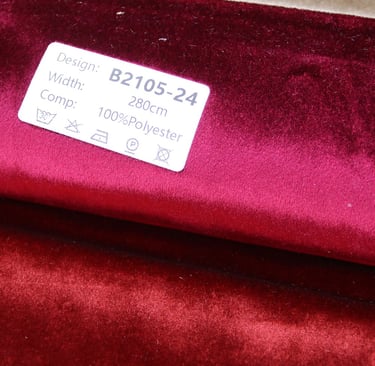 Design: B2105-24
Width: 280cm
Comp: 100%Polyester